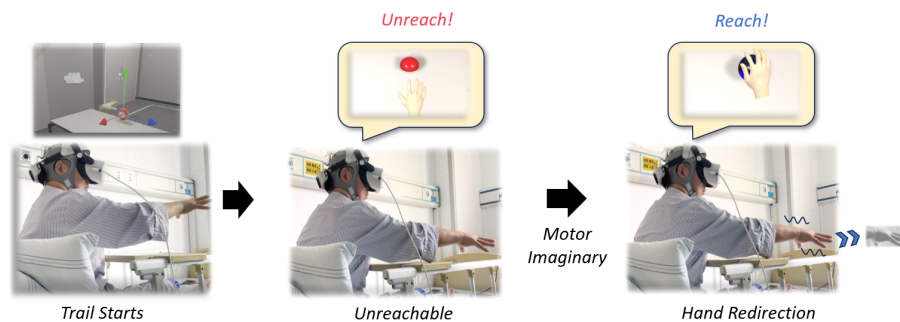 Unreach!
Reach!
Motor
Imaginary
Trail Starts
Unreachable
Hand Redirection